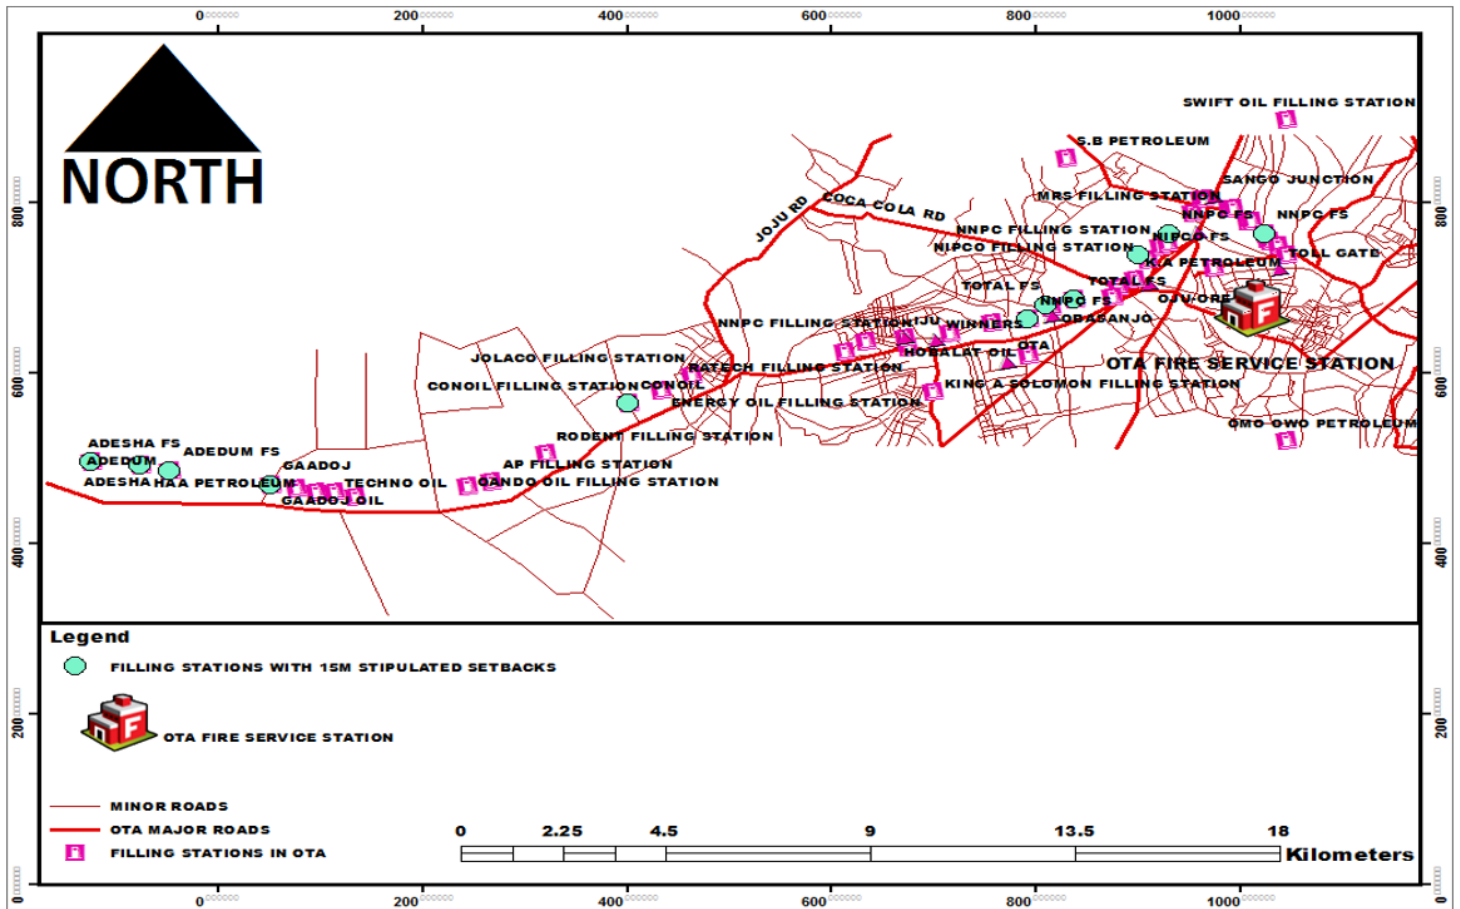 0 200 400 600 800 1000
NORTH
SWIFT OIL FILLING STATION
S.B PETROLEUM
SANGO JUNCTION
MRS FILLING STATION
JOJU RD
COCA COLA RD
NNPC FS
NNPC FS
NNPC FILLING STATION
NIPCO FS
NIPCO FILLING STATION
TOLL GATE
K.A PETROLEUM
TOTAL FS
TOTAL FS
NNPC FS
OJU-ORE
OBASANJO
NNPC FILLING STATION
IJU
WINNERS
OTA
HOBALAT OIL
JOLACO FILLING STATION
RATECH FILLING STATION
OTA FIRE SERVICE STATION
CONOIL FILLING STATION
CONOIL
KING A SOLOMON FILLING STATION
ENERGY OIL FILLING STATION
OMO OWO PETROLEUM
RODENT FILLING STATION
ADESHA FS
ADEDUM FS
ADEDUM
GAADOJ
AP FILLING STATION
ADESHA
HAA PETROLEUM
TECHNO OIL
OANDO OIL FILLING STATION
GAADOJ OIL
800
600
400
200
0
800
600
400
200
0
Legend
FILLING STATIONS WITH 15M STIPULATED SETBACKS
OTA FIRE SERVICE STATION
MINOR ROADS
OTA MAJOR ROADS
FILLING STATIONS IN OTA
0 2.25 4.5 9 13.5 18
Kilometers
0 200 400 600 800 1000